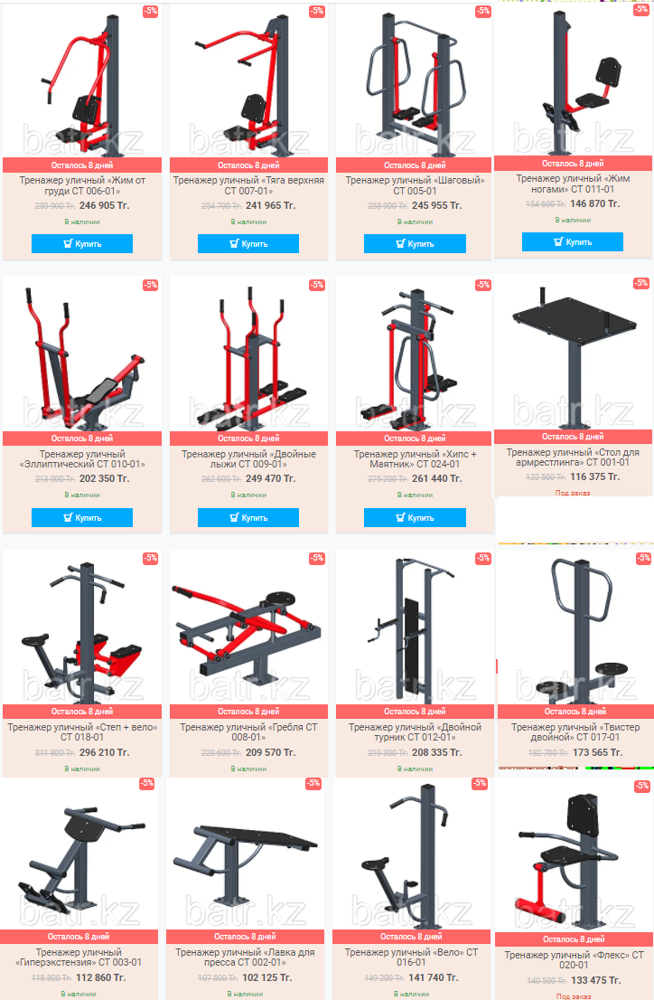 -5%
batr.kz
Осталось 8 дней
Тренажер уличный «Жим от
груди СТ 006-01»
259 900 Тг. 246 905 Тг.
В наличии
Купить
-5%
batr.kz
Осталось 8 дней
Тренажер уличный «Тяга верхняя
СТ 007-01»
254 700 Тг. 241 965 Тг.
В наличии
Купить
-5%
batr.kz
Осталось 8 дней
Тренажер уличный «Шаговый»
СТ 005-01
258 900 Тг. 245 955 Тг.
В наличии
Купить
-5%
batr.kz
Осталось 8 дней
Тренажер уличный «Жим
ногами» СТ 011-01
154 600 Тг. 146 870 Тг.
В наличии
Купить
-5%
batr.kz
Осталось 8 дней
Тренажер уличный
«Эллиптический СТ 010-01»
213 000 Тг. 202 350 Тг.
В наличии
Купить
-5%
batr.kz
Осталось 8 дней
Тренажер уличный «Двойные
лыжи СТ 009-01»
262 600 Тг. 249 470 Тг.
В наличии
Купить
-5%
batr.kz
Осталось 8 дней
Тренажер уличный «Хипс +
Маятник» СТ 024-01
275 200 Тг. 261 440 Тг.
В наличии
Купить
-5%
batr.kz
Осталось 8 дней
Тренажер уличный «Стол для
армрестлинга» СТ 001-01
122 500 Тг. 116 375 Тг.
Под заказ
-5%
batr.kz
Осталось 8 дней
Тренажер уличный «Степ + вело»
СТ 018-01
311 800 Тг. 296 210 Тг.
В наличии
-5%
batr.kz
Осталось 8 дней
Тренажер уличный «Гребля СТ
008-01»
220 600 Тг. 209 570 Тг.
В наличии
-5%
batr.kz
Осталось 8 дней
Тренажер уличный «Двойной
турник СТ 012-01»
219 300 Тг. 208 335 Тг.
В наличии
-5%
batr.kz
Осталось 8 дней
Тренажер уличный «Твистер
двойной» СТ 017-01
182 700 Тг. 173 565 Тг.
-5%
batr.kz
Осталось 8 дней
Тренажер уличный
«Гиперэкстензия» СТ 003-01
118 800 Тг. 112 860 Тг.
В наличии
-5%
batr.kz
Осталось 8 дней
Тренажер уличный «Лавка для
пресса СТ 002-01»
107 500 Тг. 102 125 Тг.
В наличии
-5%
batr.kz
Осталось 8 дней
Тренажер уличный «Вело» СТ
016-01
149 200 Тг. 141 740 Тг.
В наличии
-5%
batr.kz
Осталось 8 дней
Тренажер уличный «Флекс» СТ
020-01
140 500 Тг. 133 475 Тг.
Под заказ